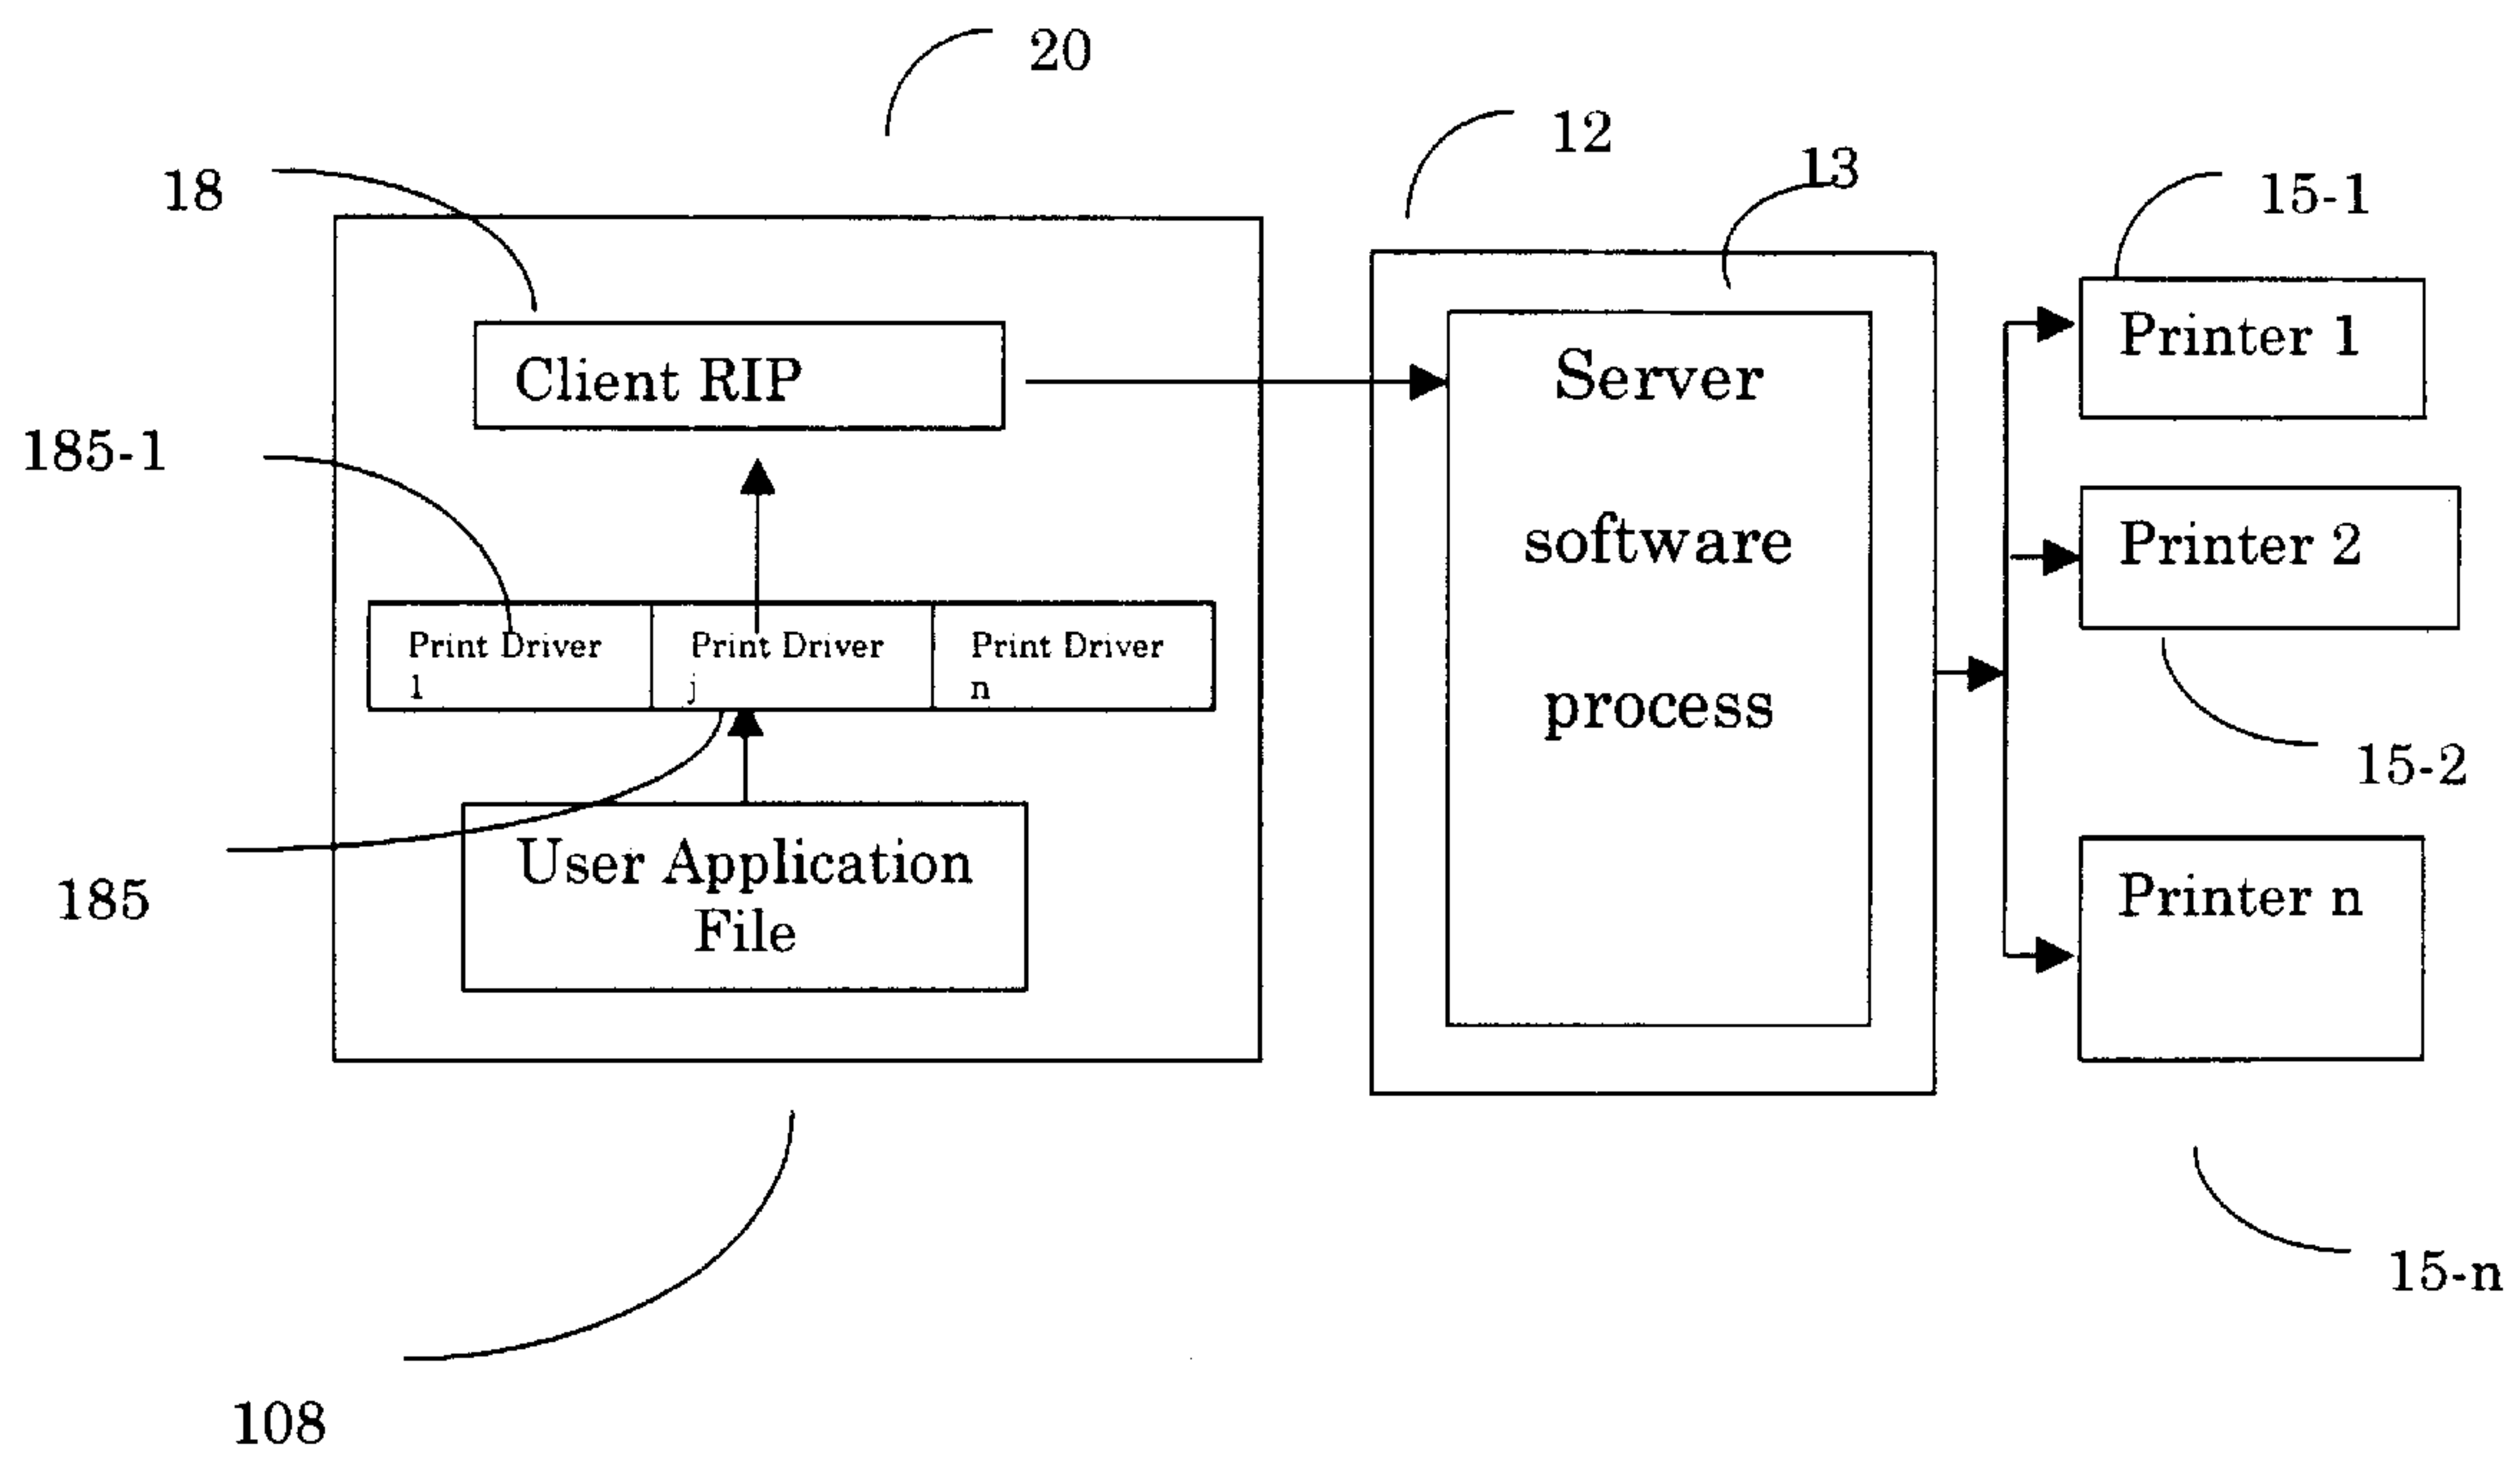 20
12
13
18
15-1
Printer 1
Client RIP
Server
185-1
software
Printer 2
Print Driver
1
Print Driver
j
Print Driver
n
process
15-2
User Application
File
185
Printer n
15-n
108